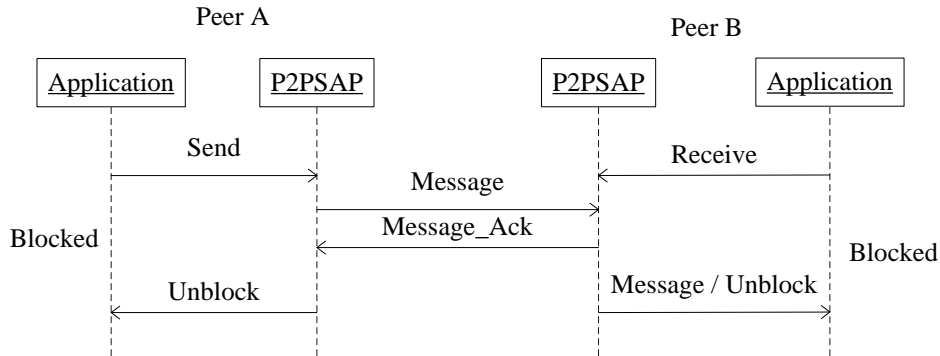 Peer A
Peer B
Application
P2PSAP
P2PSAP
Application
Send
Receive
Message
Message_Ack
Blocked
Blocked
Unblock
Message / Unblock